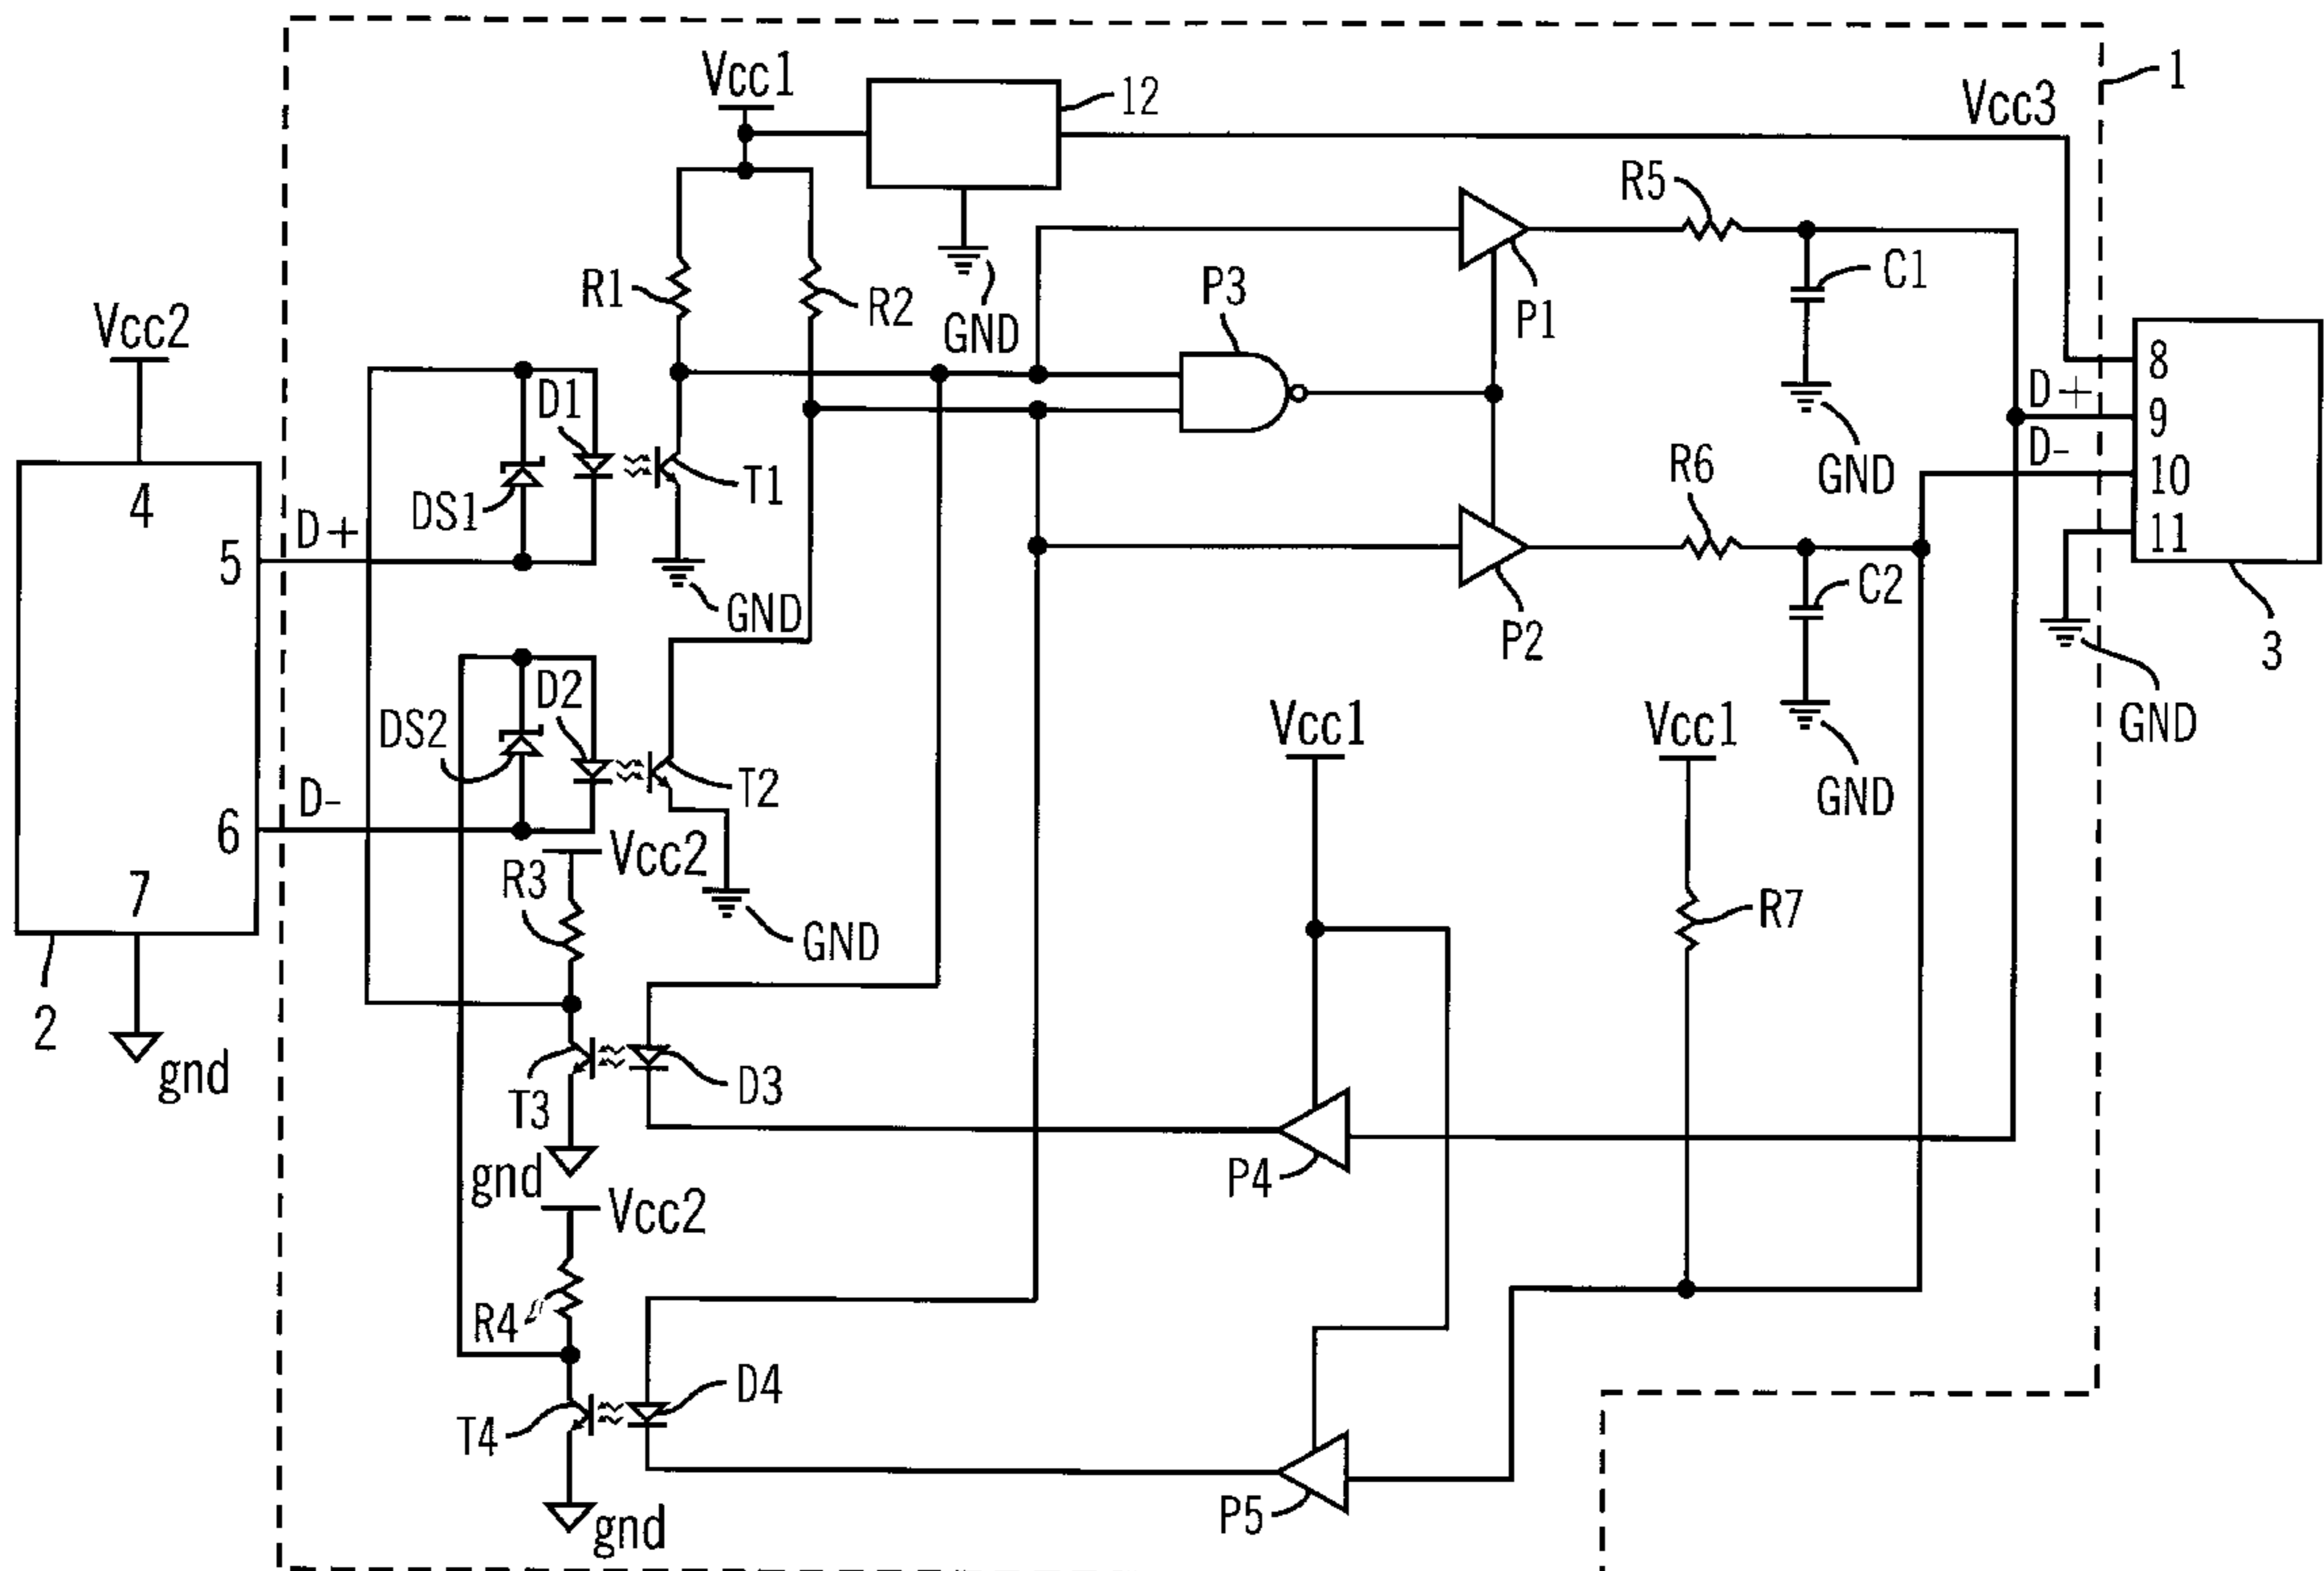 1
Vcc1
12
Vcc3
R5
C1
P3
R1
R2
GND
P1
Vcc2
8
D+
9
D-
10
11
D1
R6
GND
4
DS1
T1
D+
5
C2
GND
P2
3
D2
DS2
Vcc1
Vcc1
GND
T2
GND
D-
6
Vcc2
R3
7
R7
GND
2
gnd
D3
T3
gnd
P4
Vcc2
R4
D4
T4
P5
gnd